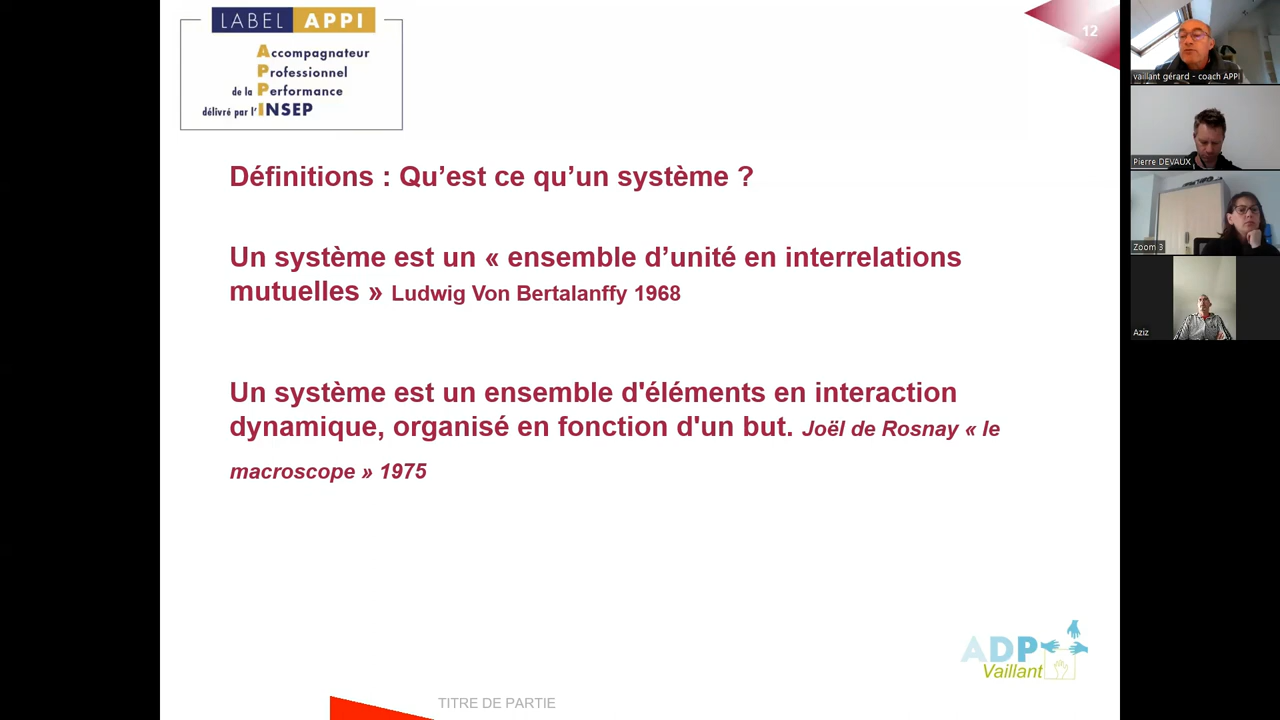 LABEL APPI
Accompagnateur
Professionnel
de la Performance
délivré par l'INSEP
12
Définitions : Qu’est ce qu’un système ?
Un système est un « ensemble d’unité en interrelations
mutuelles » Ludwig Von Bertalanffy 1968
Un système est un ensemble d'éléments en interaction
dynamique, organisé en fonction d'un but. Joël de Rosnay « le
macroscope » 1975
ADP
Vaillant
TITRE DE PARTIE
vaillant gérard - coach APPI
Pierre DEVAUX
Zoom 3
Aziz